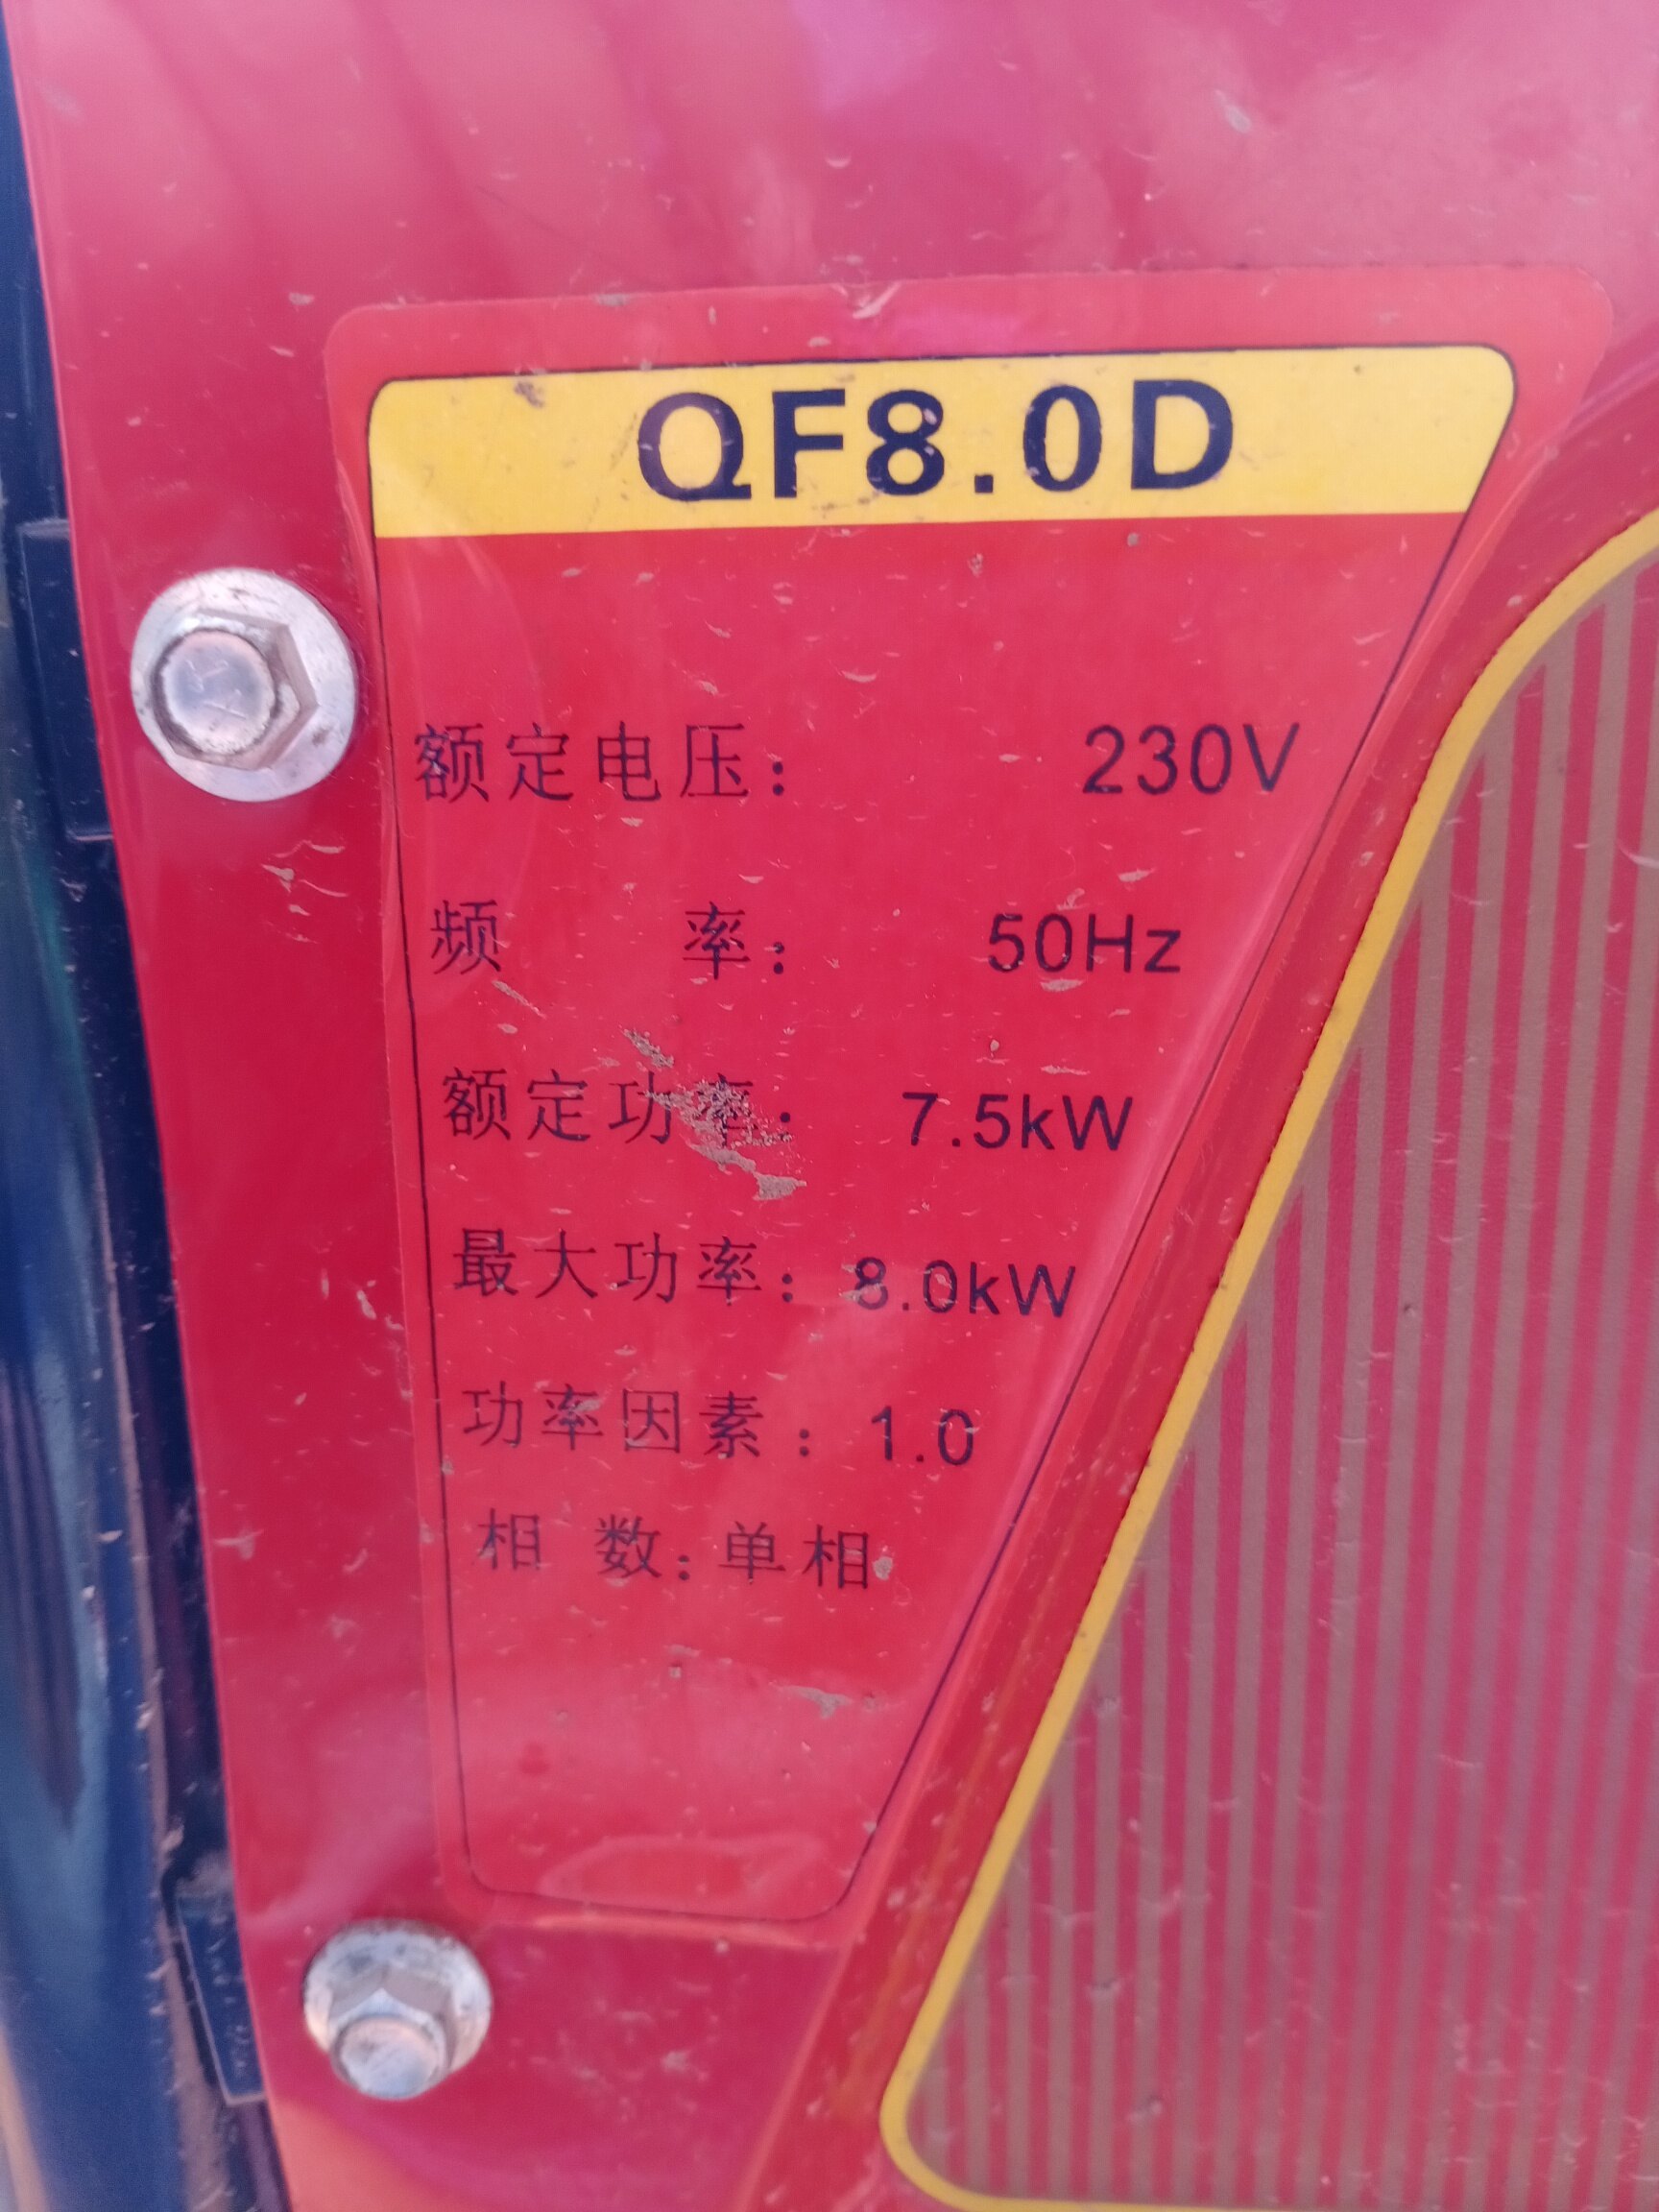 QF8.0D
额定电压: 230V
频 率: 50Hz
额定功率: 7.5kW
最大功率: 8.0kW
功率因素: 1.0
相 数: 单相